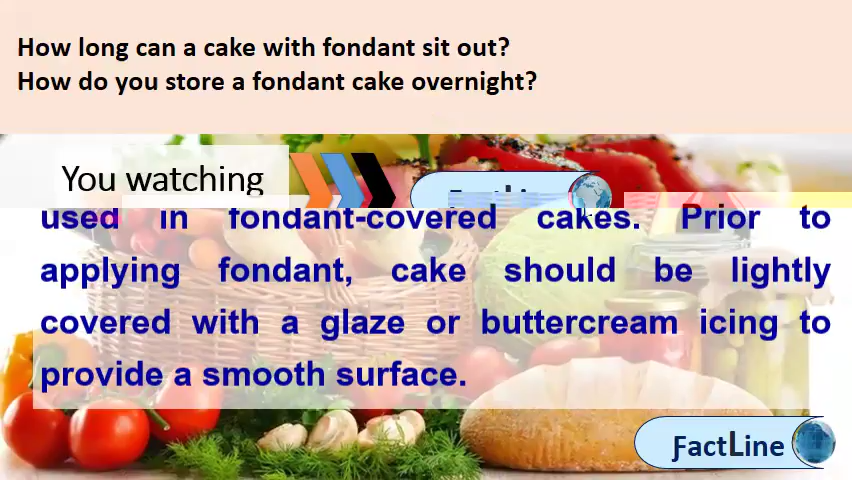 How long can a cake with fondant sit out?
How do you store a fondant cake overnight?
You watching
used in fondant-covered cakes. Prior to
applying fondant, cake should be lightly
covered with a glaze or buttercream icing to
provide a smooth surface.
ƑactLine